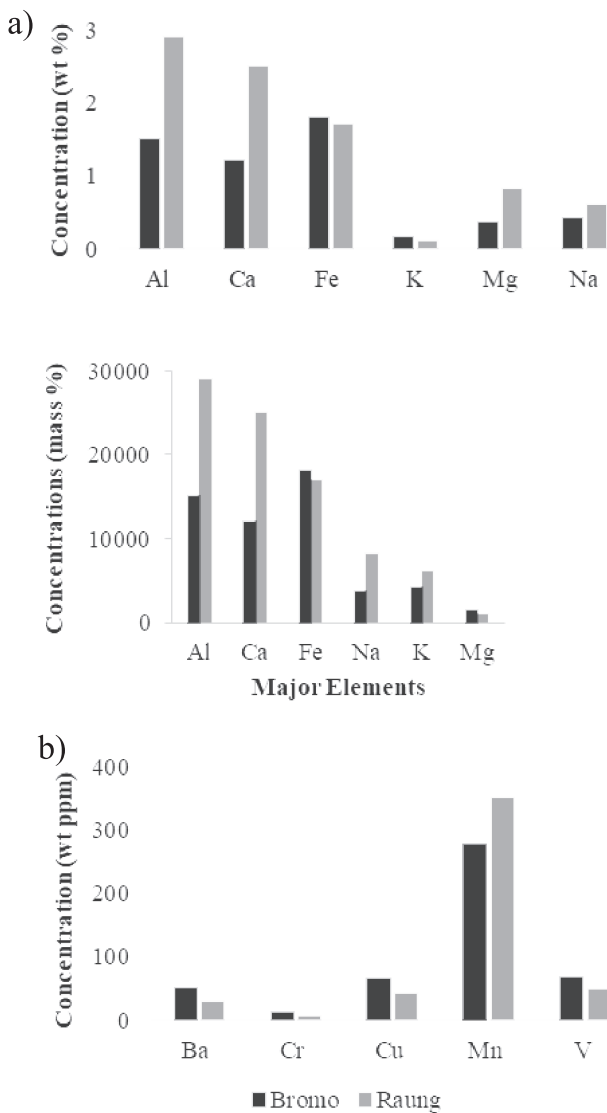 a)
Concentration (wt %)
3
2
1
0
Al Ca Fe K Mg Na
Concentrations (mass %)
30000
20000
10000
0
Al Ca Fe Na K Mg
Major Elements
b)
Concentration (wt ppm)
400
300
200
100
0
Ba Cr Cu Mn V
Bromo Raung